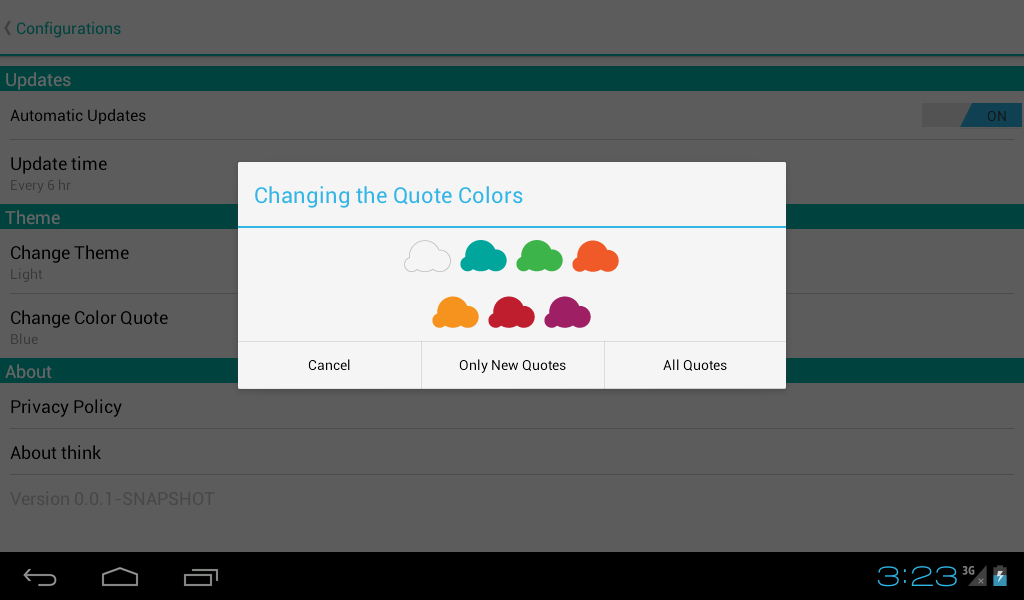 Configurations
Updates
Automatic Updates
ON
Update time
Every 6 hr
Theme
Change Theme
Light
Change Color Quote
Blue
About
Privacy Policy
About think
Version 0.0.1-SNAPSHOT
Changing the Quote Colors
Cancel
Only New Quotes
All Quotes
3:23
3G